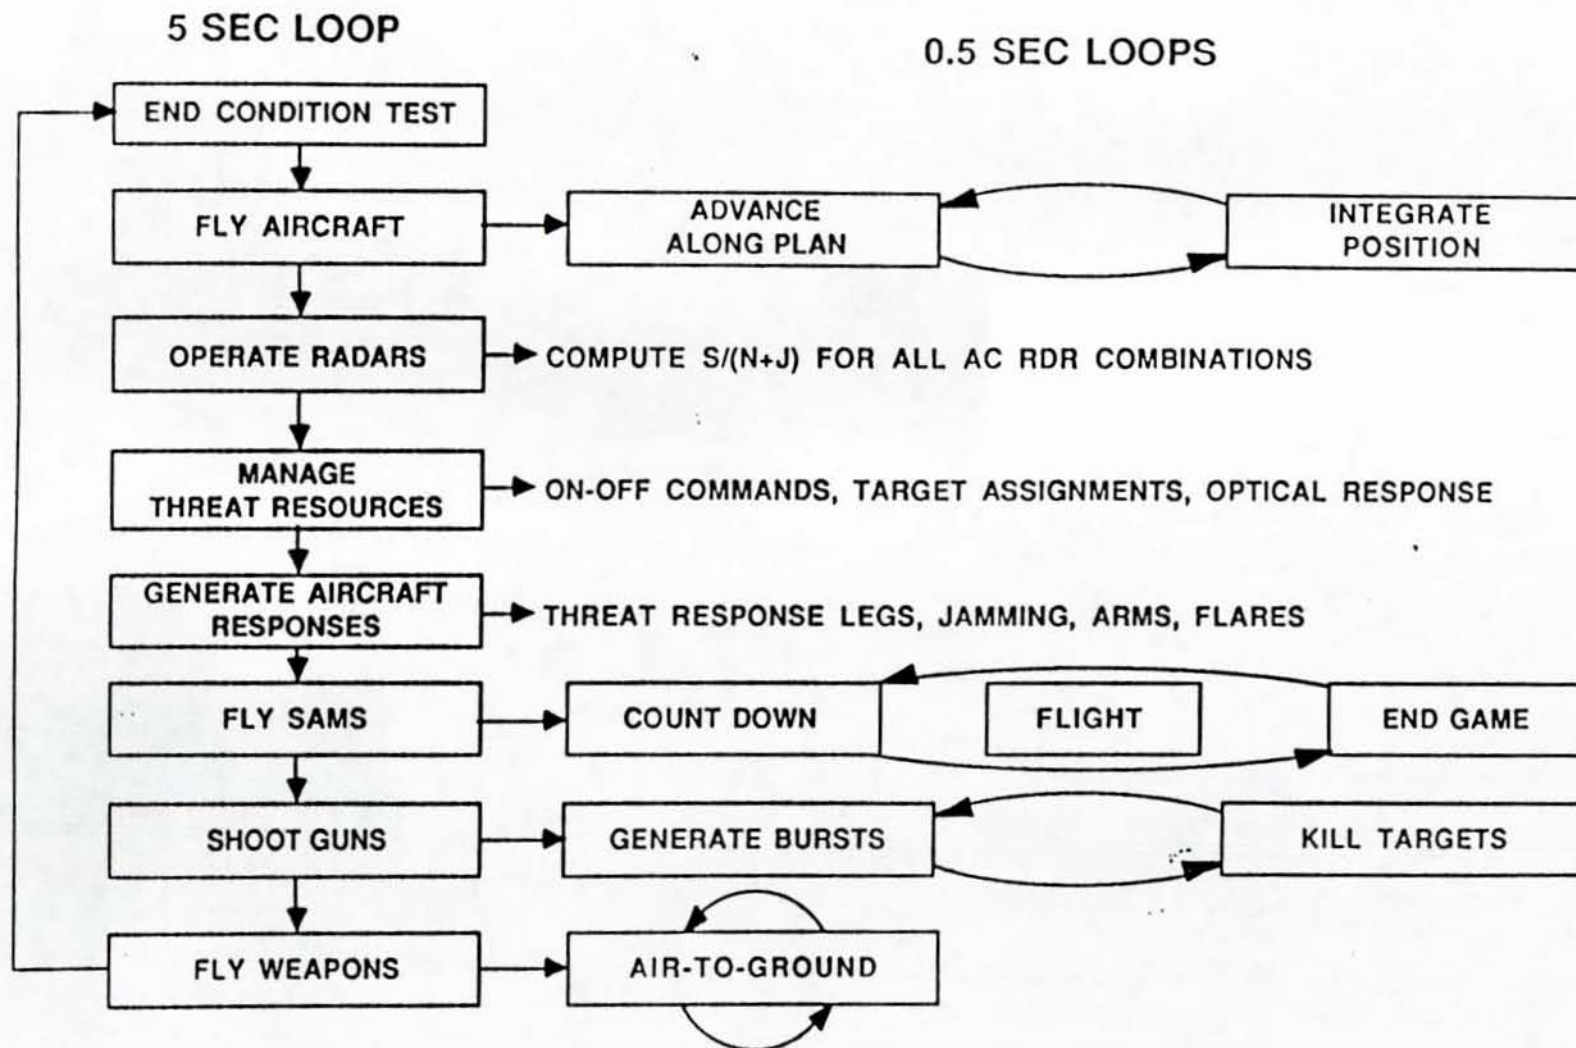 5 SEC LOOP
0.5 SEC LOOPS
END CONDITION TEST
FLY AIRCRAFT
ADVANCE
ALONG PLAN
INTEGRATE
POSITION
OPERATE RADARS
COMPUTE S/(N+J) FOR ALL AC RDR COMBINATIONS
MANAGE
THREAT RESOURCES
ON-OFF COMMANDS, TARGET ASSIGNMENTS, OPTICAL RESPONSE
GENERATE AIRCRAFT
RESPONSES
THREAT RESPONSE LEGS, JAMMING, ARMS, FLARES
FLY SAMS
COUNT DOWN
FLIGHT
END GAME
SHOOT GUNS
GENERATE BURSTS
KILL TARGETS
FLY WEAPONS
AIR-TO-GROUND